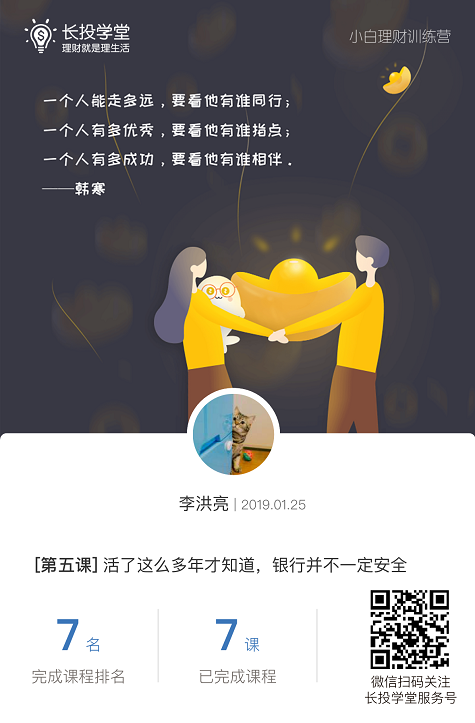 长投学堂
理财就是理生活
小白理财训练营
一个人能走多远，要看他有谁同行；
一个人有多优秀，要看他有谁指点；
一个人有多成功，要看他有谁相伴．
——韩寒
李洪亮 | 2019.01.25
[第五课] 活了这么多年才知道，银行并不一定安全
7 名
完成课程排名
7 课
已完成课程
微信扫码关注
长投学堂服务号